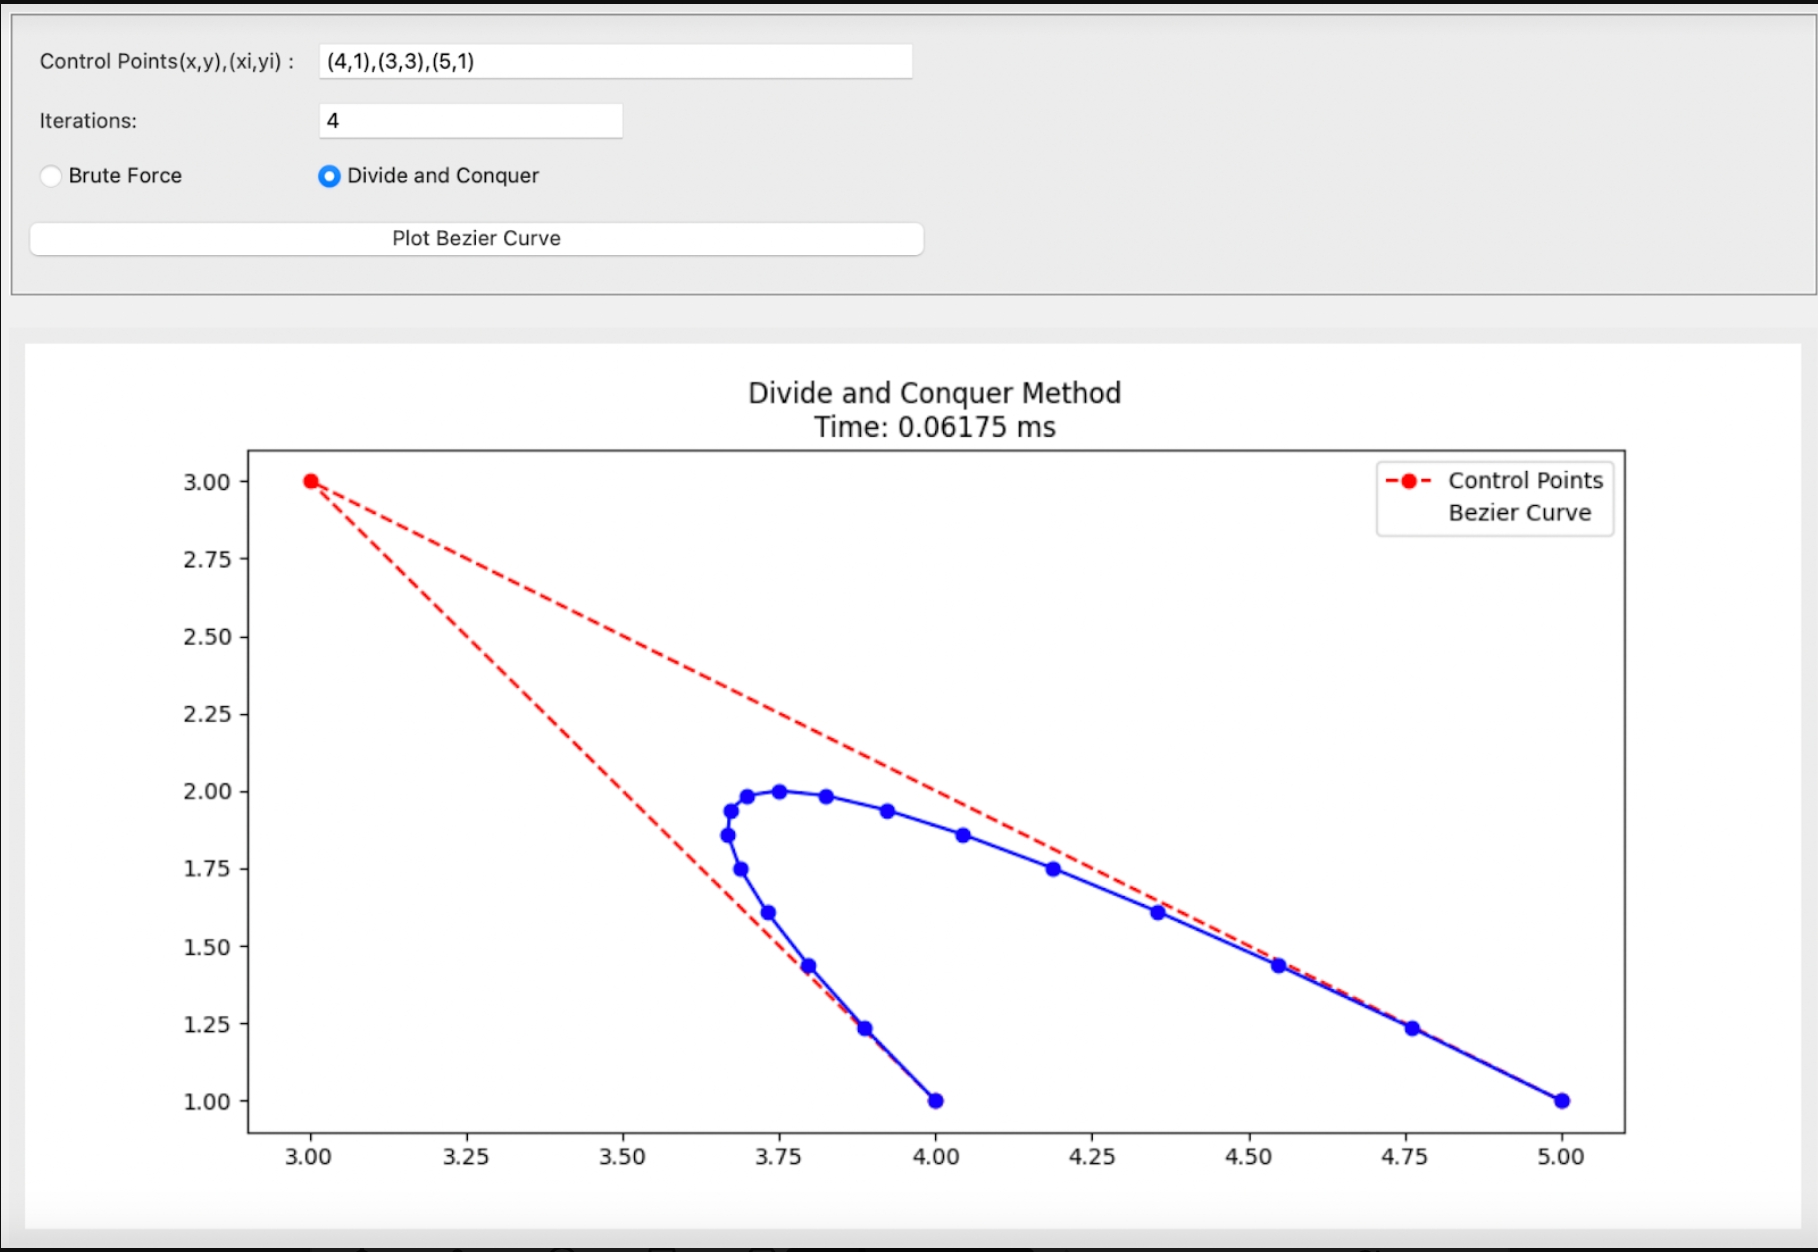 Control Points(x,y),(xi,yi) : (4,1),(3,3),(5,1)
Iterations: 4
Brute Force Divide and Conquer
Plot Bezier Curve
Divide and Conquer Method
Time: 0.06175 ms
Control Points
Bezier Curve
3.00
2.75
2.50
2.25
2.00
1.75
1.50
1.25
1.00
3.00 3.25 3.50 3.75 4.00 4.25 4.50 4.75 5.00